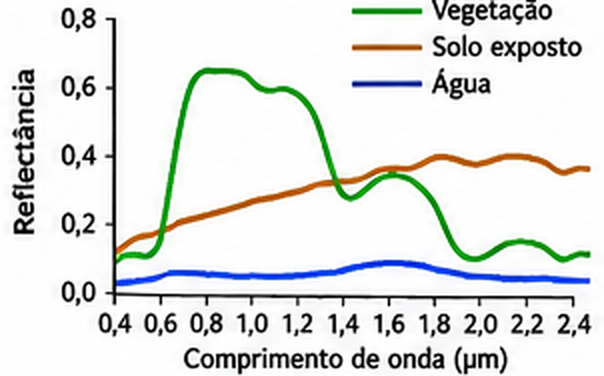 Vegetação
Solo exposto
Água
Reflectância
0,8
0,6
0,4
0,2
0,0
0,4 0,6 0,8 1,0 1,2 1,4 1,6 1,8 2,0 2,2 2,4
Comprimento de onda (µm)